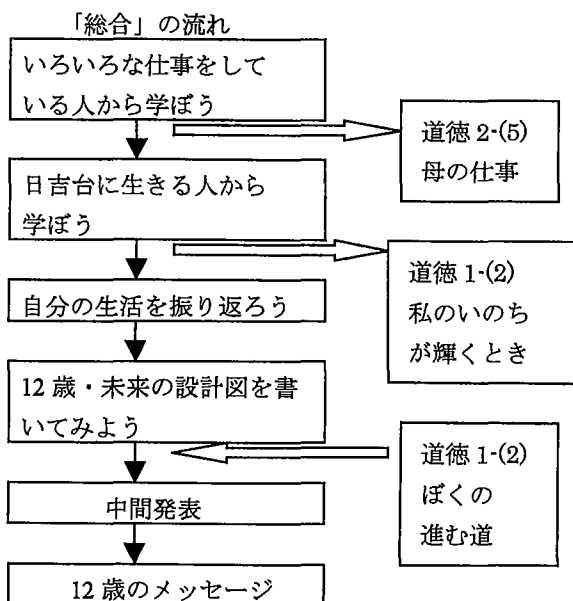 「総合」の流れ
いろいろな仕事をして
いる人から学ぼう
道徳 2-(5)
母の仕事
日吉台に生きる人から
学ぼう
道徳 1-(2)
私のいのち
が輝くとき
自分の生活を振り返ろう
12 歳・未来の設計図を書
いてみよう
道徳 1-(2)
ぼくの
進む道
中間発表
12 歳のメッセージ